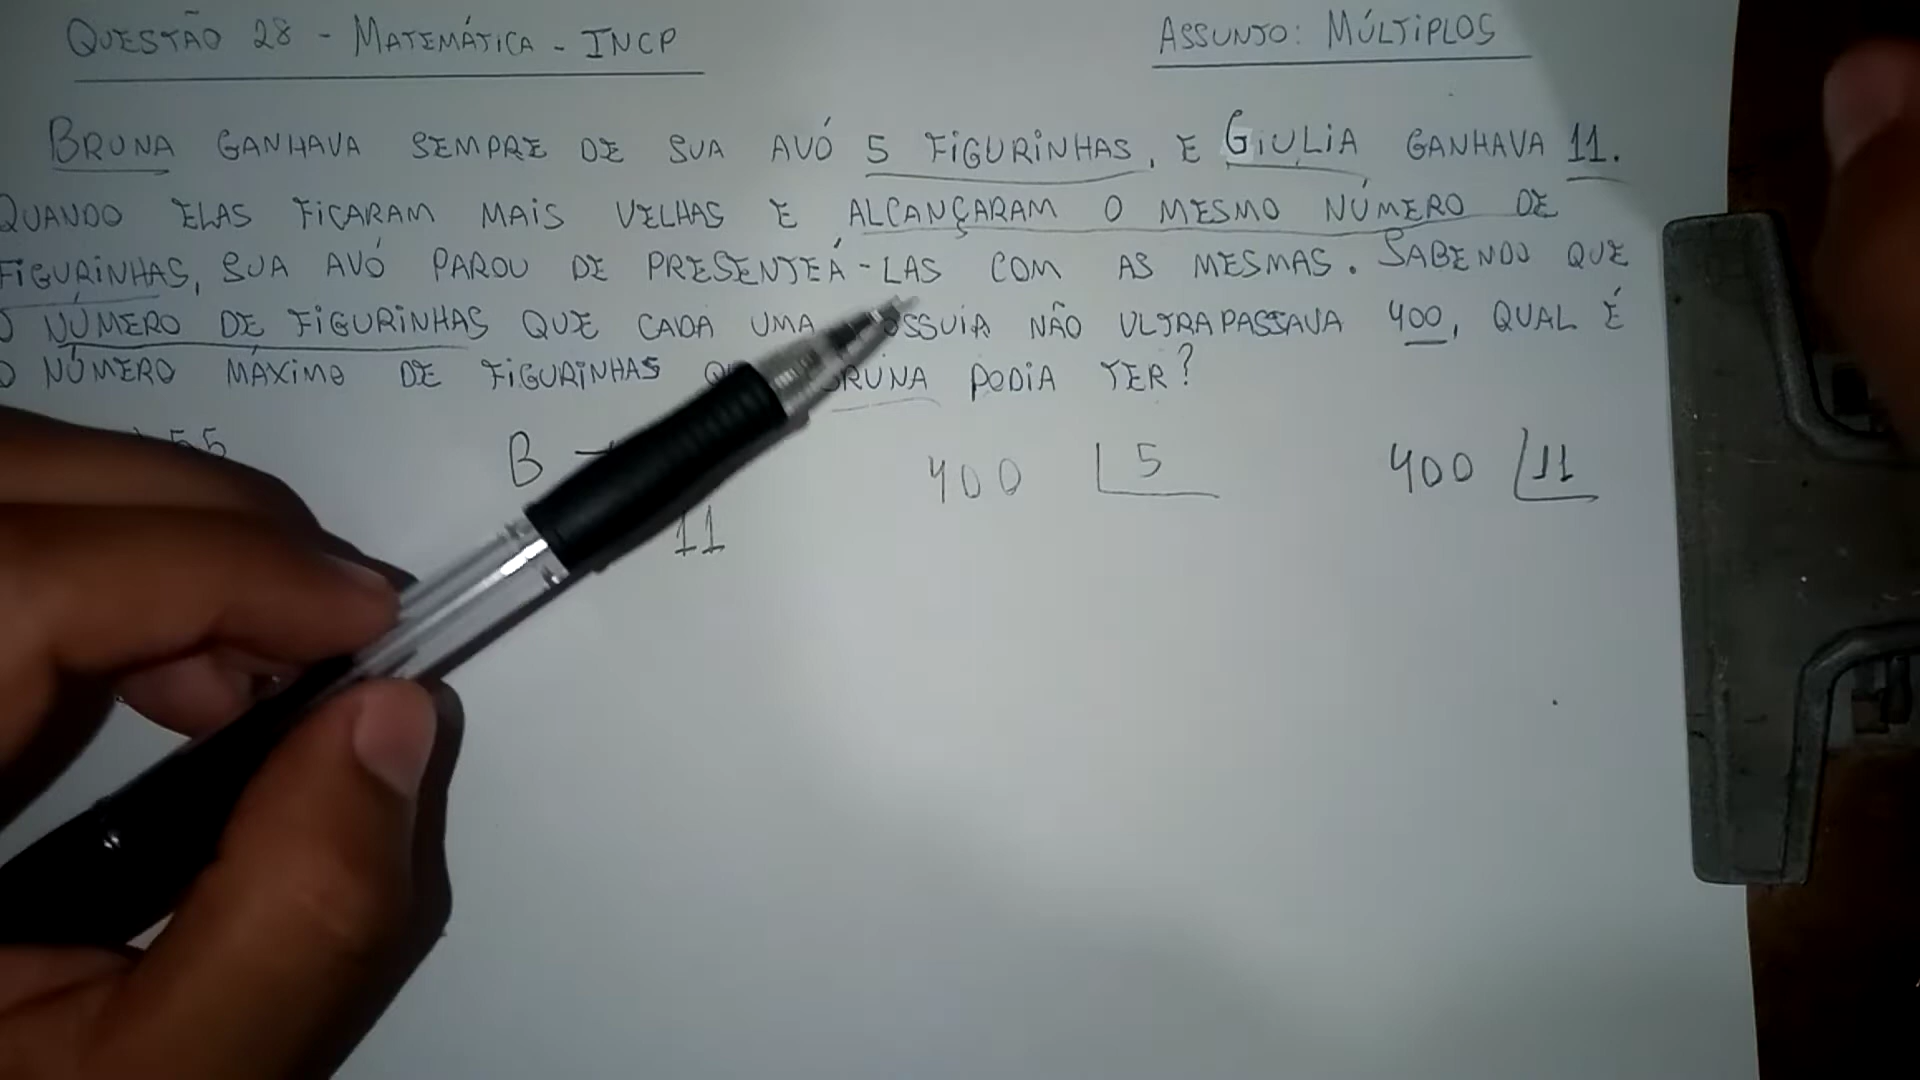 QUESTÃO 28 - MATEMÁTICA - INCP
ASSUNTO: MÚLTIPLOS
BRUNA GANHAVA SEMPRE DE SUA AVÓ 5 FIGURINHAS, E GIULIA GANHAVA 11.
QUANDO ELAS FICARAM MAIS VELHAS E ALCANÇARAM O MESMO NÚMERO DE
FIGURINHAS, SUA AVÓ PAROU DE PRESENTEÁ-LAS COM AS MESMAS. SABENDO QUE
O NÚMERO DE FIGURINHAS QUE CADA UMA POSSUIA NÃO ULTRAPASSAVA 400, QUAL É
O NÚMERO MÁXIMO DE FIGURINHAS BRUNA PODIA TER?
55 B 400 5 400 11
11